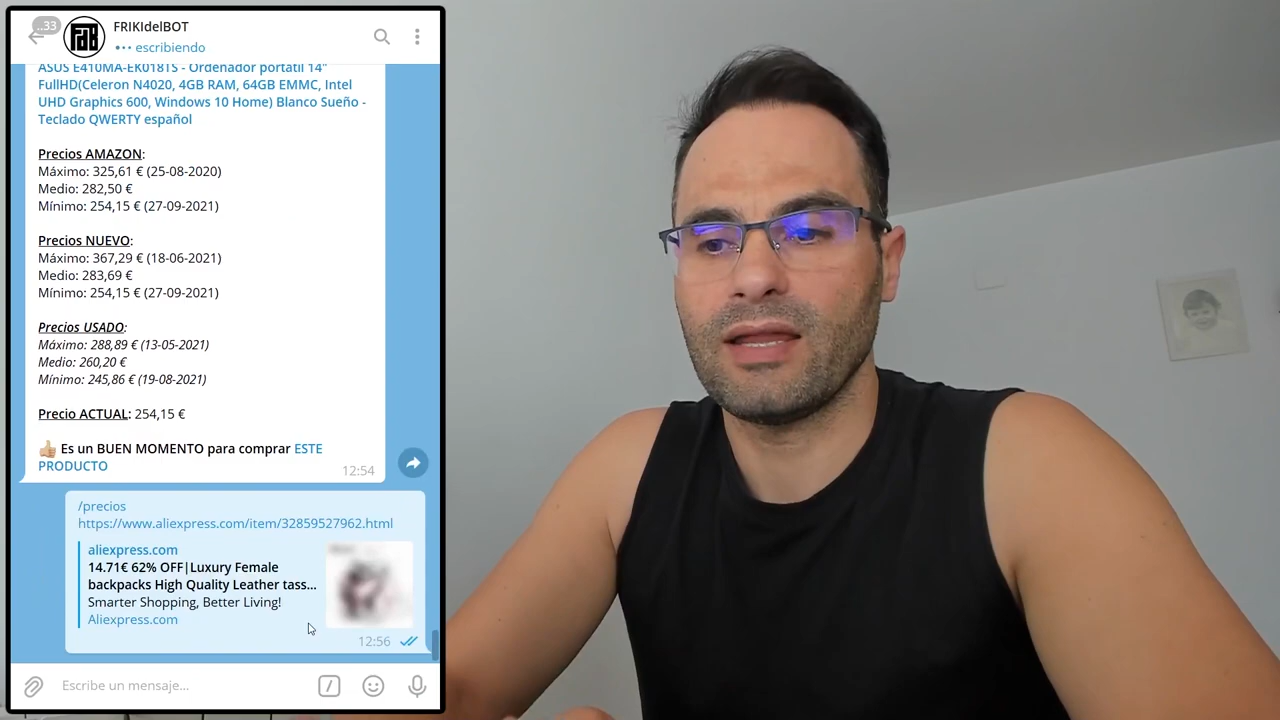 ..33
FaB
FRIKIdelBOT
escribiendo
ASUS E410MA-EK018TS - Ordenador portátil 14"
FullHD(Celeron N4020, 4GB RAM, 64GB EMMC, Intel
UHD Graphics 600, Windows 10 Home) Blanco Sueño -
Teclado QWERTY español
Precios AMAZON:
Máximo: 325,61 € (25-08-2020)
Medio: 282,50 €
Mínimo: 254,15 € (27-09-2021)
Precios NUEVO:
Máximo: 367,29 € (18-06-2021)
Medio: 283,69 €
Mínimo: 254,15 € (27-09-2021)
Precios USADO:
Máximo: 288,89 € (13-05-2021)
Medio: 260,20 €
Mínimo: 245,86 € (19-08-2021)
Precio ACTUAL: 254,15 €
👍 Es un BUEN MOMENTO para comprar ESTE
PRODUCTO
12:54
/precios
https://www.aliexpress.com/item/32859527962.html
aliexpress.com
14.71€ 62% OFF|Luxury Female
backpacks High Quality Leather tass...
Smarter Shopping, Better Living!
Aliexpress.com
12:56
Escribe un mensaje...